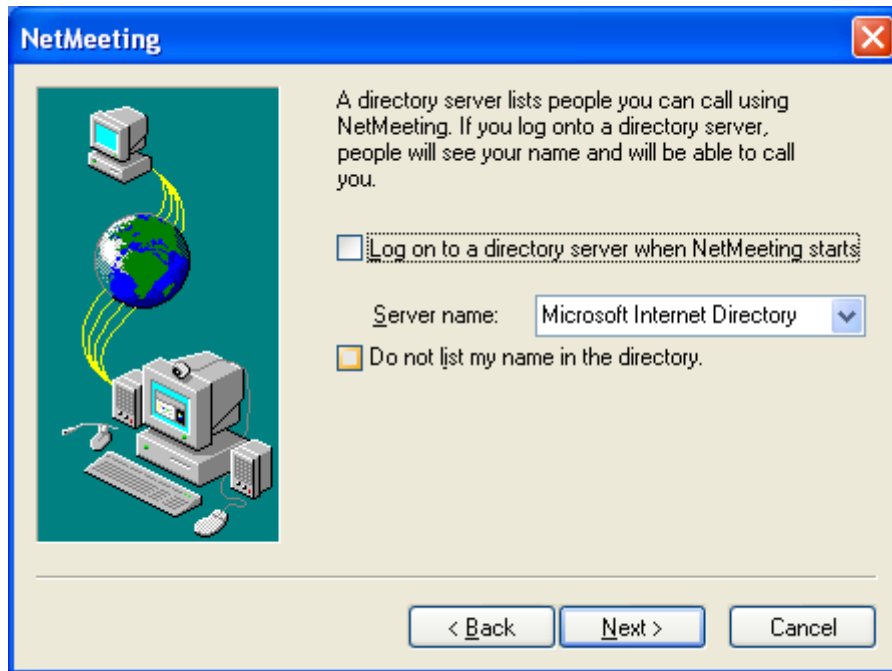 NetMeeting
A directory server lists people you can call using
NetMeeting. If you log onto a directory server,
people will see your name and will be able to call
you.
Log on to a directory server when NetMeeting starts
Server name: Microsoft Internet Directory
Do not list my name in the directory.
< Back Next > Cancel